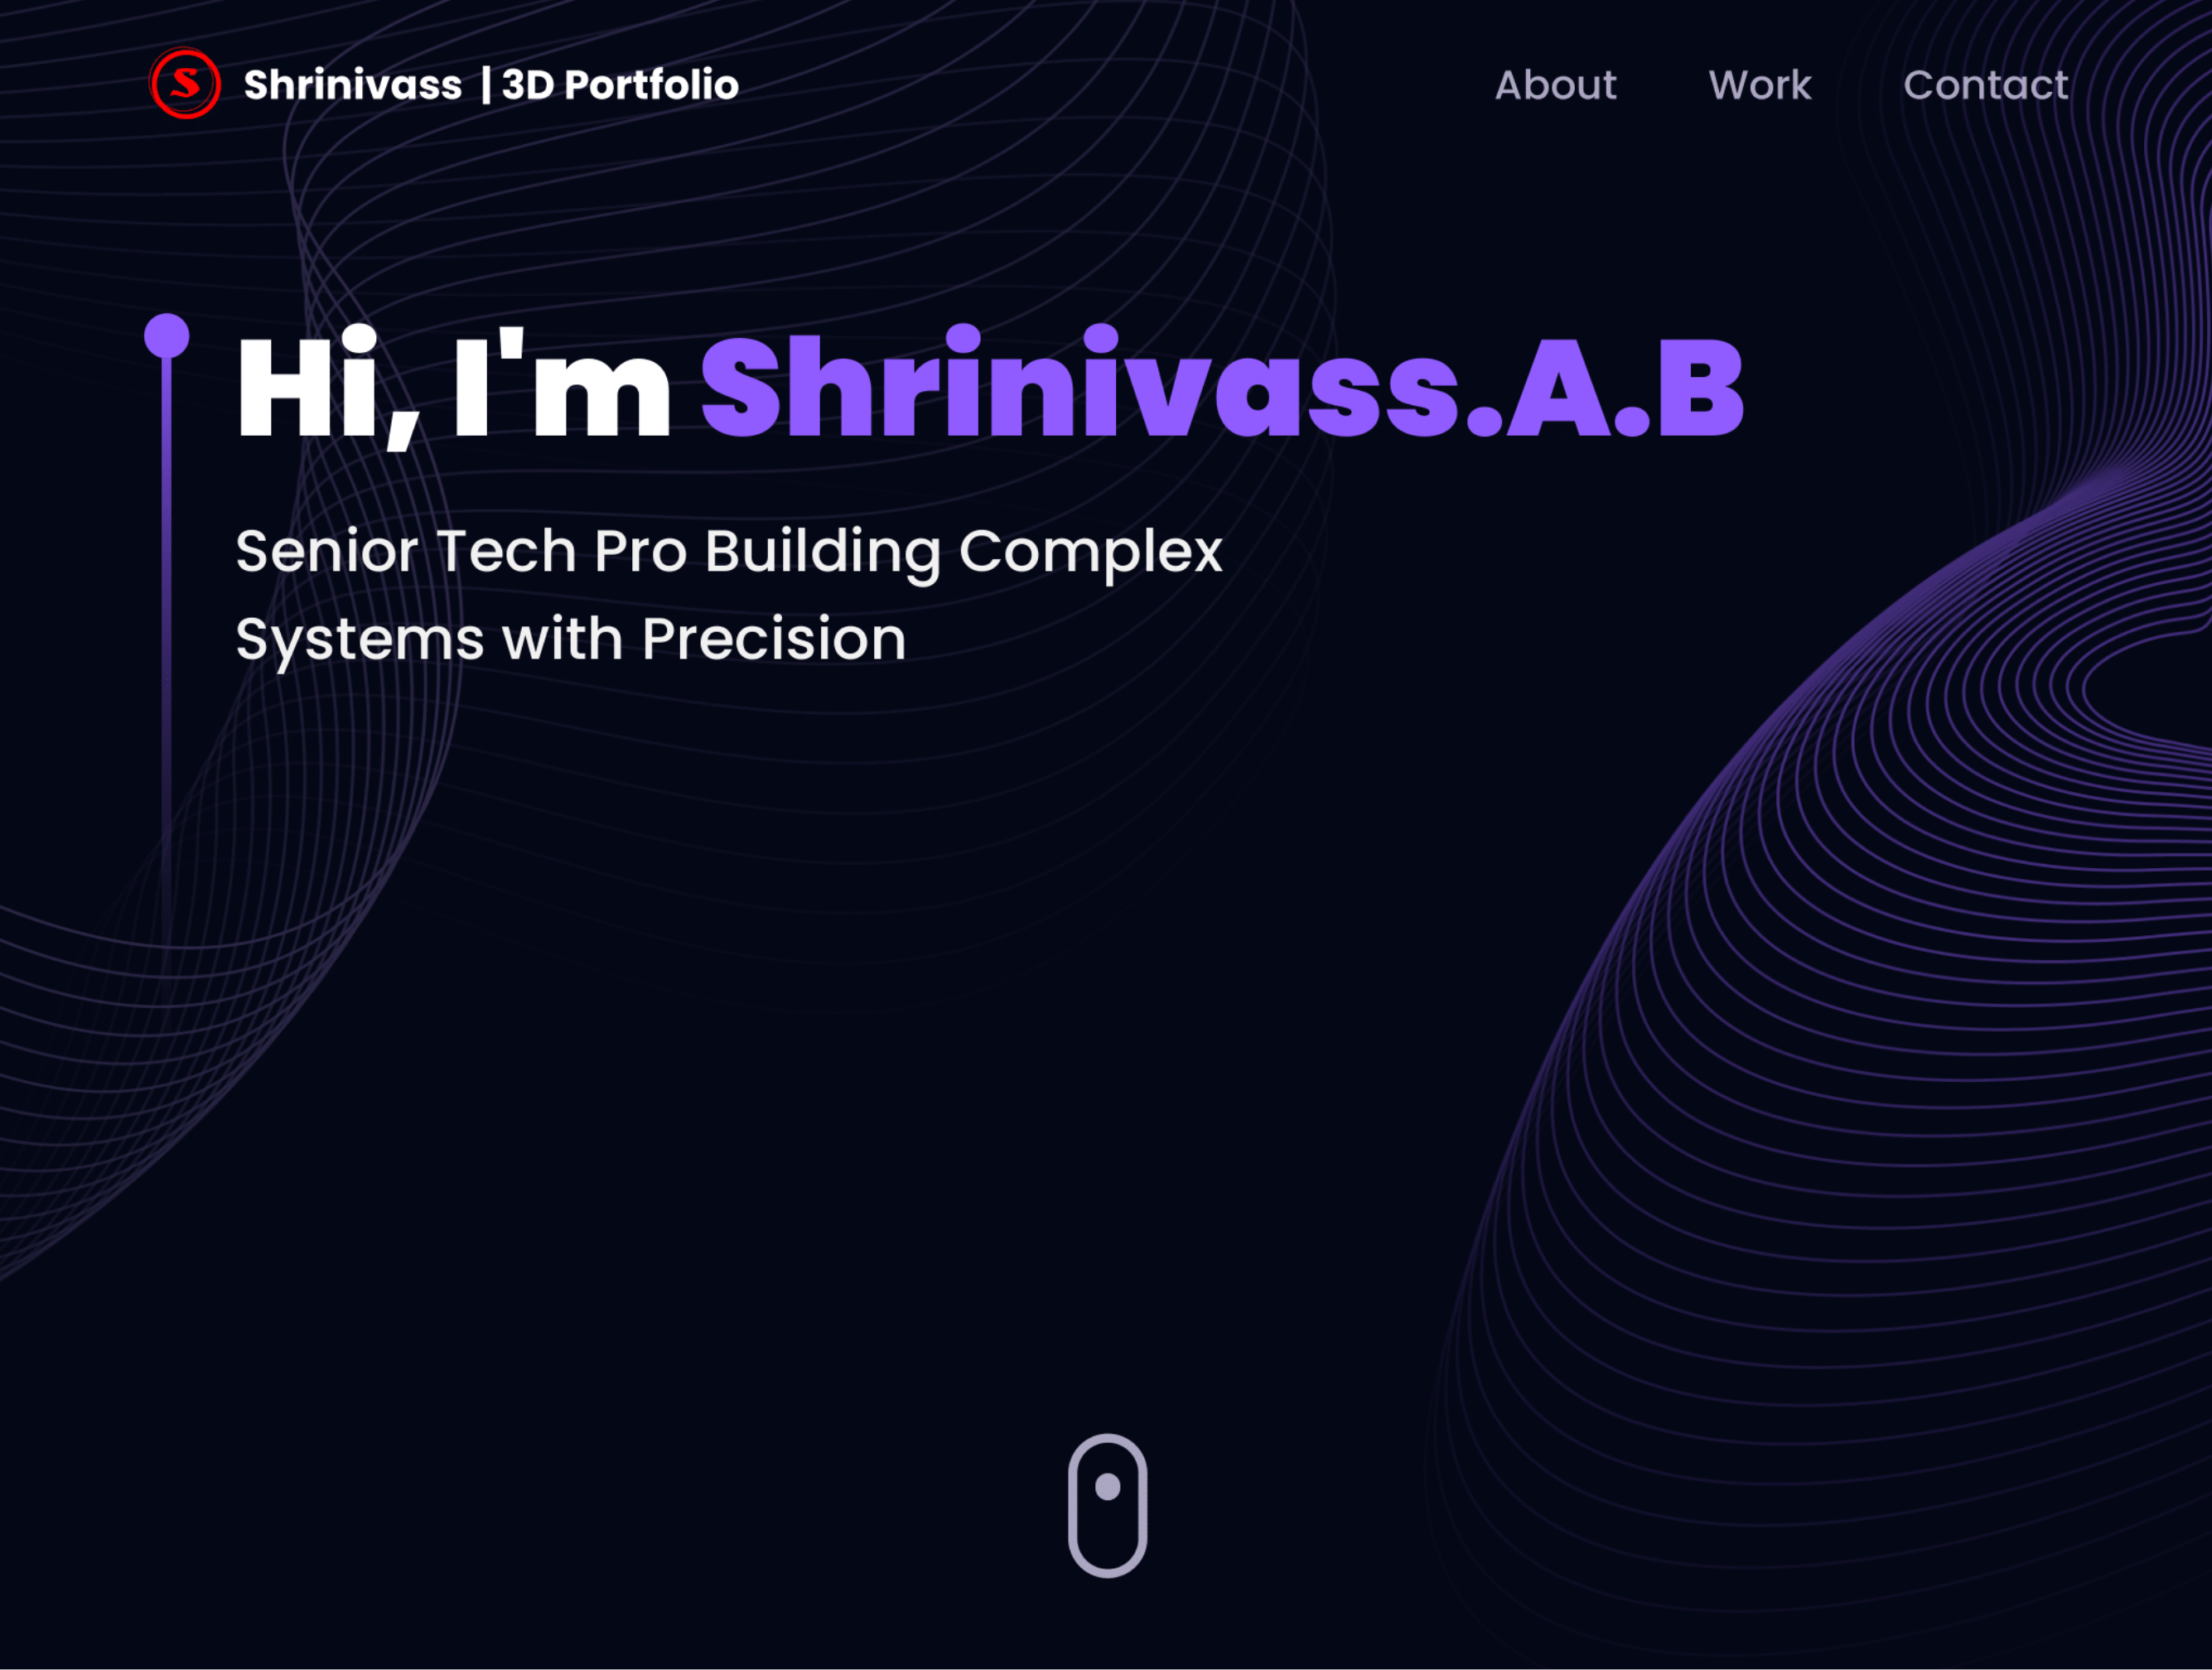 S
Shrinivass | 3D Portfolio
About
Work
Contact
Hi, I'm Shrinivass.A.B
Senior Tech Pro Building Complex
Systems with Precision